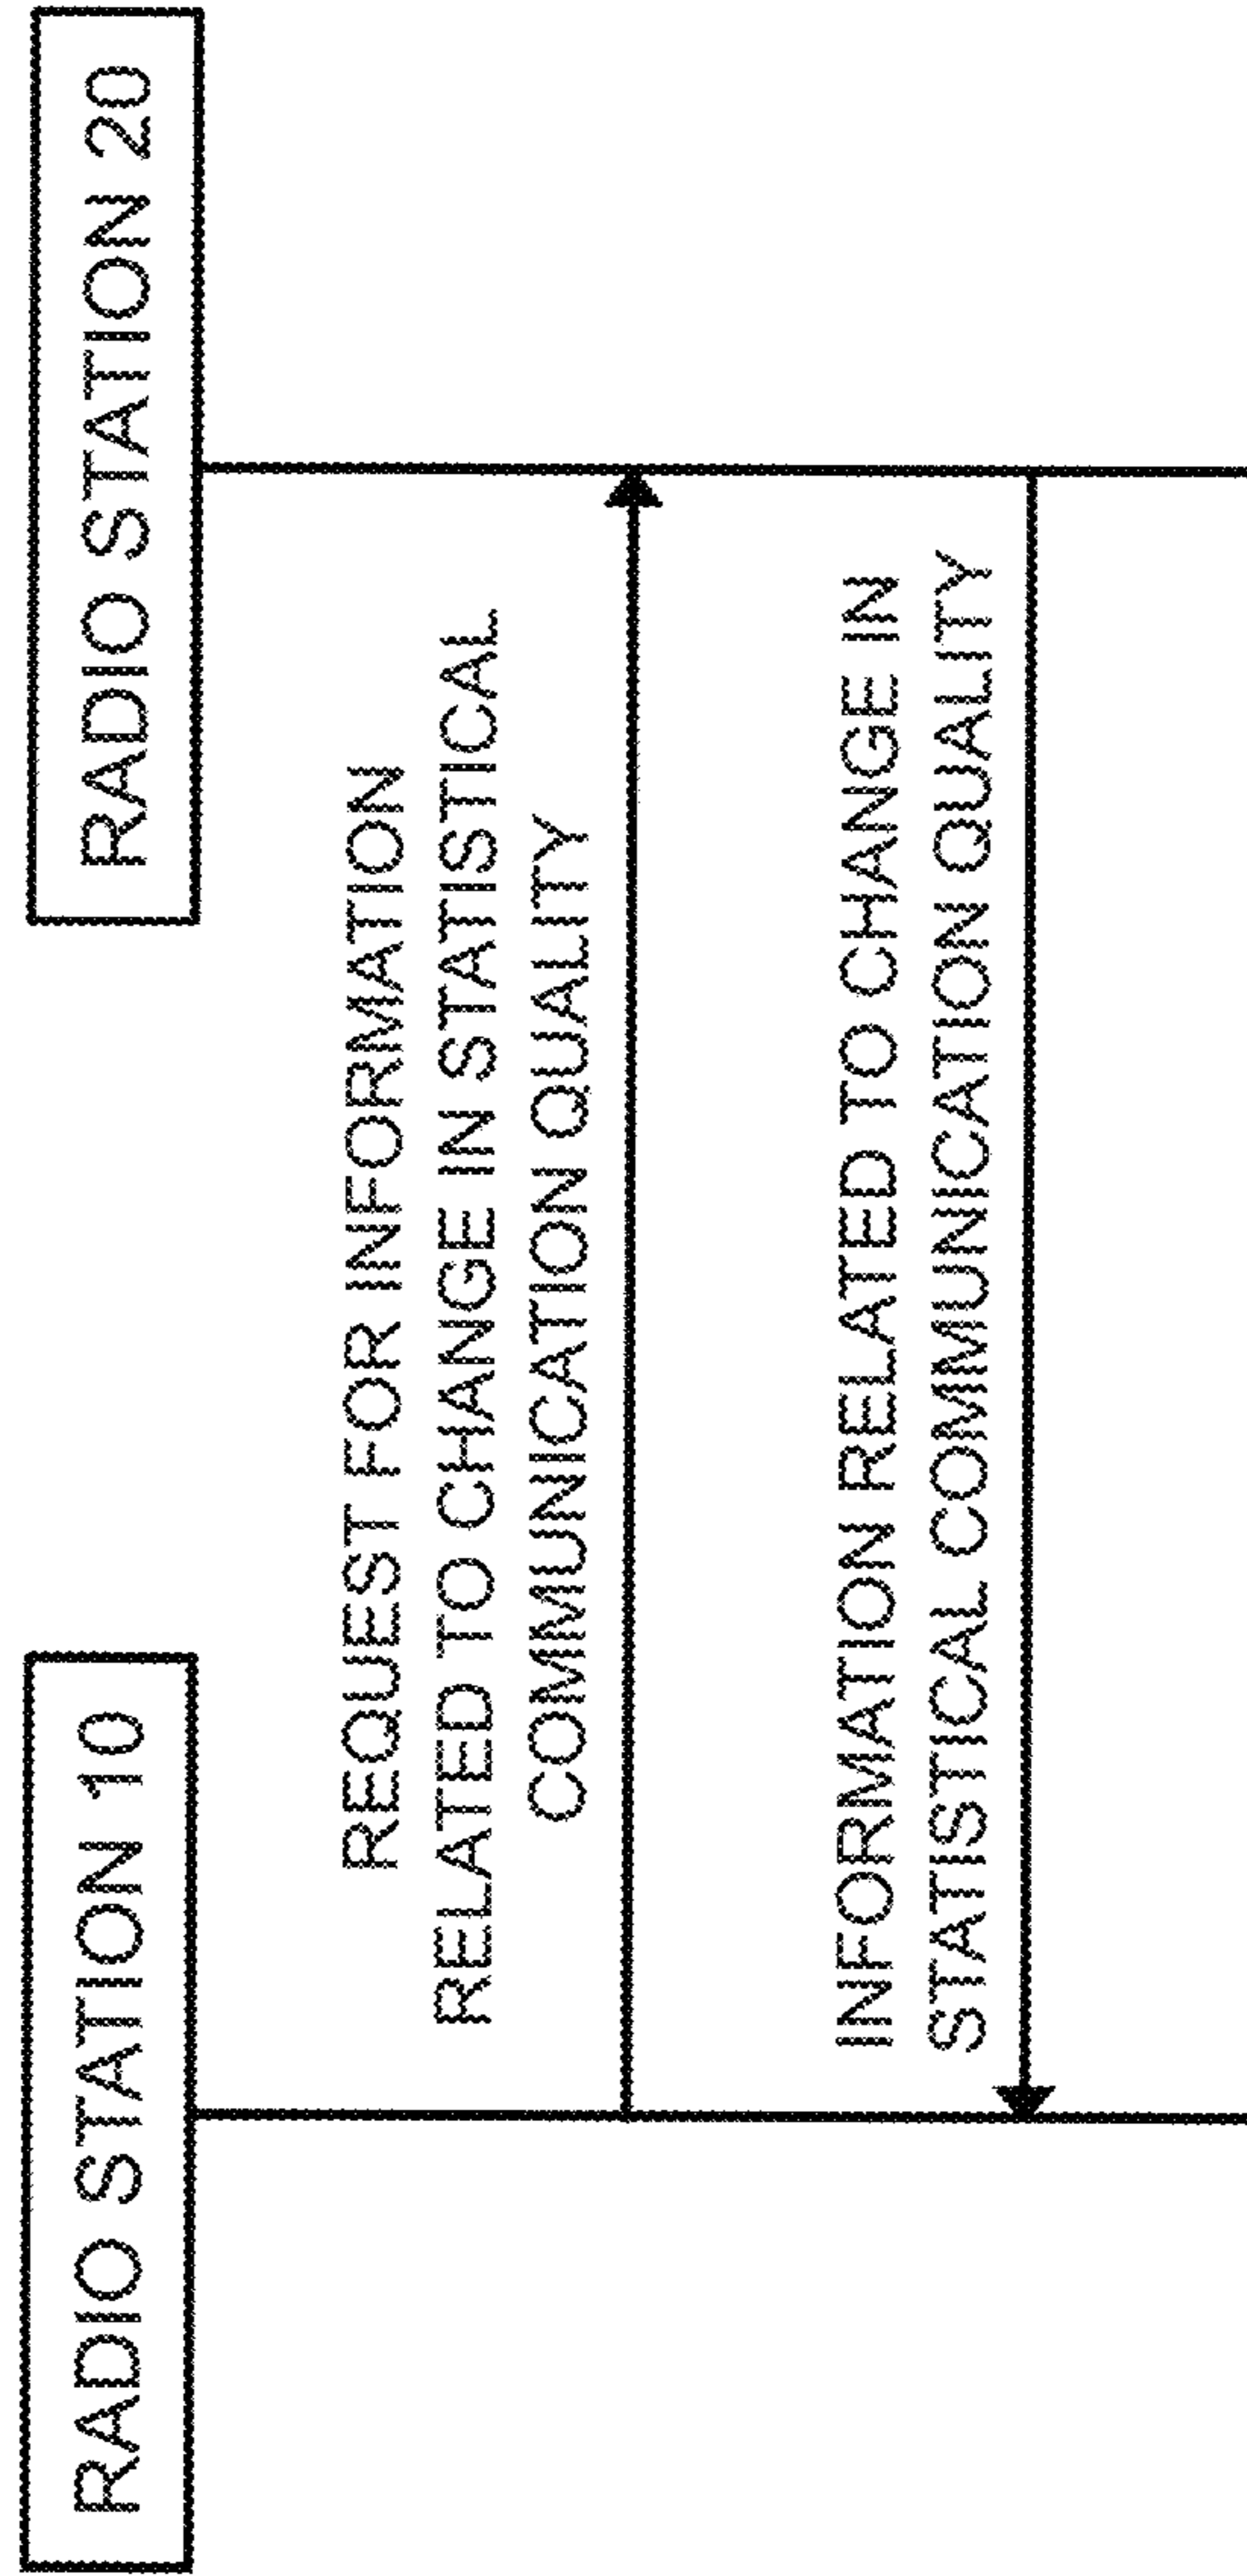 RADIO STATION 10
RADIO STATION 20
REQUEST FOR INFORMATION
RELATED TO CHANGE IN STATISTICAL
COMMUNICATION QUALITY
INFORMATION RELATED TO CHANGE IN
STATISTICAL COMMUNICATION QUALITY